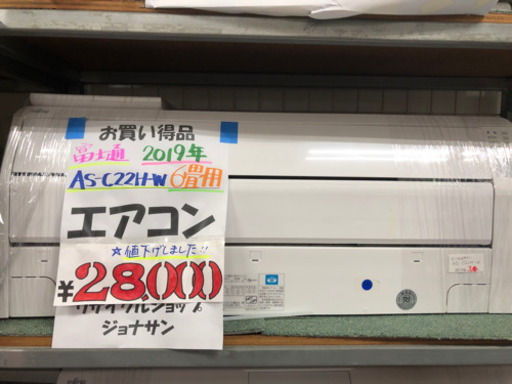 お買い得品
富士通 2019年
AS-C22H-W 6畳用
エアコン
☆値下げしました!!
¥28,000
リサイクルショップ
ジョナサン